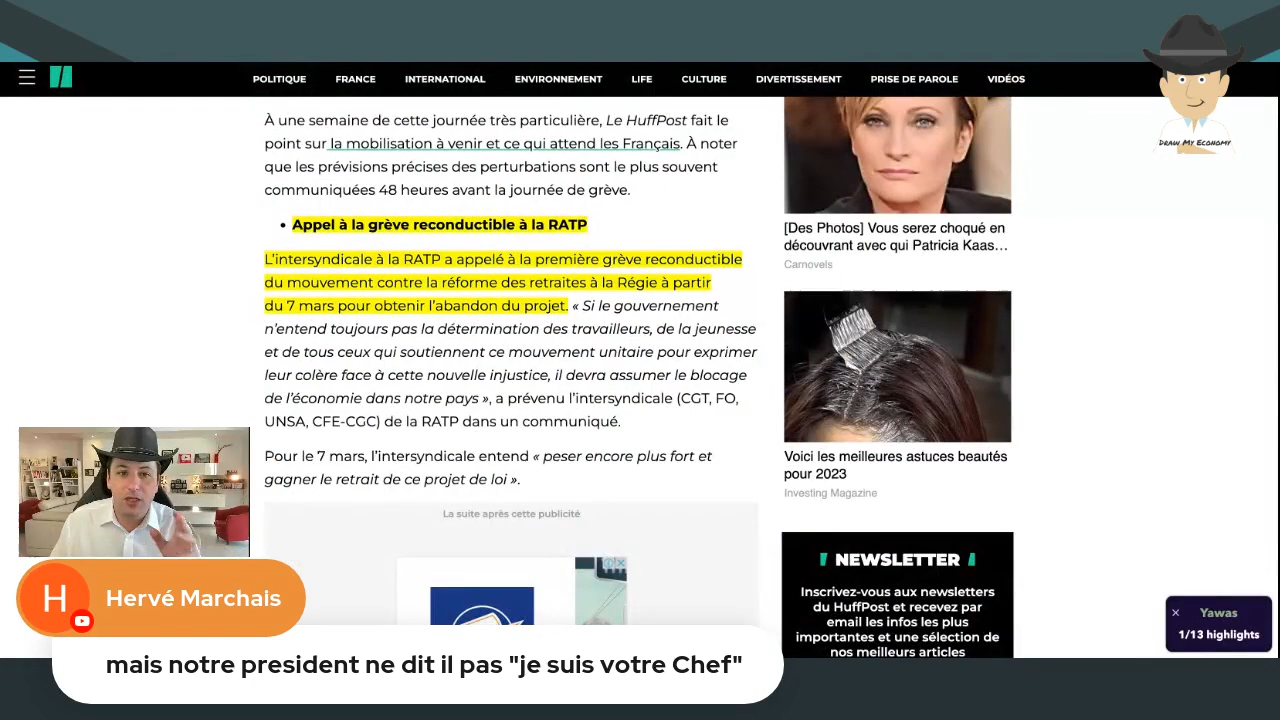 POLITIQUE FRANCE INTERNATIONAL ENVIRONNEMENT LIFE CULTURE DIVERTISSEMENT PRISE DE PAROLE VIDÉOS
DRAW MY ECONOMY
À une semaine de cette journée très particulière, Le HuffPost fait le
point sur la mobilisation à venir et ce qui attend les Français. À noter
que les prévisions précises des perturbations sont le plus souvent
communiquées 48 heures avant la journée de grève.
• Appel à la grève reconductible à la RATP
L’intersyndicale à la RATP a appelé à la première grève reconductible
du mouvement contre la réforme des retraites à la Régie à partir
du 7 mars pour obtenir l’abandon du projet. « Si le gouvernement
n’entend toujours pas la détermination des travailleurs, de la jeunesse
et de tous ceux qui soutiennent ce mouvement unitaire pour exprimer
leur colère face à cette nouvelle injustice, il devra assumer le blocage
de l’économie dans notre pays », a prévenu l’intersyndicale (CGT, FO,
UNSA, CFE-CGC) de la RATP dans un communiqué.
Pour le 7 mars, l’intersyndicale entend « peser encore plus fort et
gagner le retrait de ce projet de loi ».
La suite après cette publicité
[Des Photos] Vous serez choqué en
découvrant avec qui Patricia Kaas…
Carnovels
Voici les meilleures astuces beautés
pour 2023
Investing Magazine
NEWSLETTER
Inscrivez-vous aux newsletters
du HuffPost et recevez par
email les infos les plus
importantes et une sélection de
nos meilleurs articles
Yawas
1/13 highlights
H
Hervé Marchais
mais notre president ne dit il pas "je suis votre Chef"